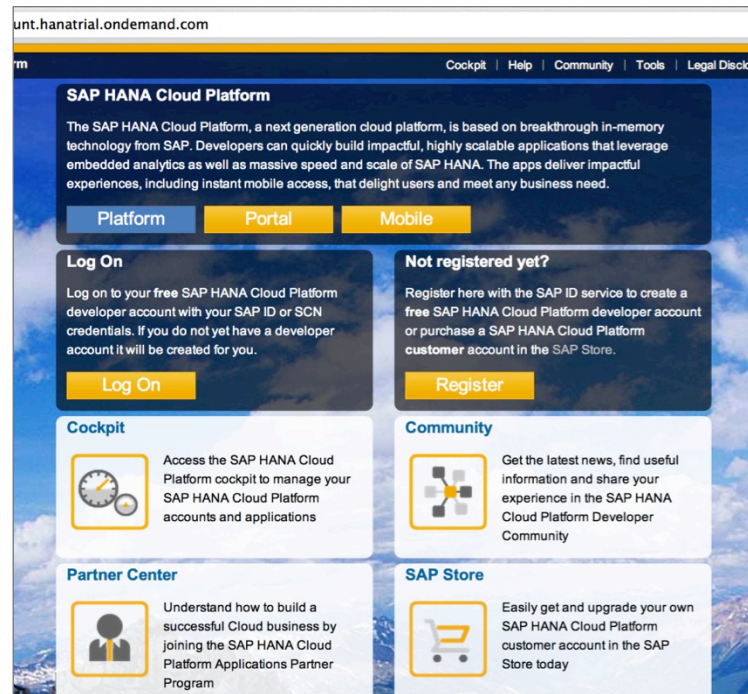 unt.hanatrial.ondemand.com
rm
Cockpit | Help | Community | Tools | Legal Disclo
SAP HANA Cloud Platform
The SAP HANA Cloud Platform, a next generation cloud platform, is based on breakthrough in-memory
technology from SAP. Developers can quickly build impactful, highly scalable applications that leverage
embedded analytics as well as massive speed and scale of SAP HANA. The apps deliver impactful
experiences, including instant mobile access, that delight users and meet any business need.
Platform
Portal
Mobile
Log On
Log on to your free SAP HANA Cloud Platform
developer account with your SAP ID or SCN
credentials. If you do not yet have a developer
account it will be created for you.
Log On
Not registered yet?
Register here with the SAP ID service to create a
free SAP HANA Cloud Platform developer account
or purchase a SAP HANA Cloud Platform
customer account in the SAP Store.
Register
Cockpit
Access the SAP HANA Cloud
Platform cockpit to manage your
SAP HANA Cloud Platform
accounts and applications
Community
Get the latest news, find useful
information and share your
experience in the SAP HANA
Cloud Platform Developer
Community
Partner Center
Understand how to build a
successful Cloud business by
joining the SAP HANA Cloud
Platform Applications Partner
Program
SAP Store
Easily get and upgrade your own
SAP HANA Cloud Platform
customer account in the SAP
Store today